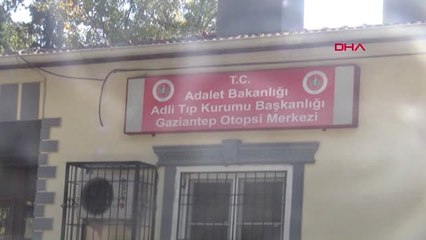 DHA
T.C.
Adalet Bakanlığı
Adli Tıp Kurumu Başkanlığı
Gaziantep Otopsi Merkezi